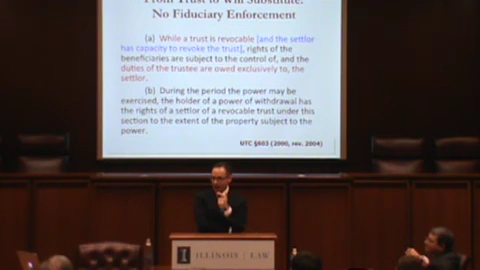 From Trust to Will Substitute:
No Fiduciary Enforcement
(a) While a trust is revocable [and the settlor
has capacity to revoke the trust], rights of the
beneficiaries are subject to the control of, and the
duties of the trustee are owed exclusively to, the
settlor.
(b) During the period the power may be
exercised, the holder of a power of withdrawal has
the rights of a settlor of a revocable trust under this
section to the extent of the property subject to the
power.
UTC §603 (2000, rev. 2004)
I ILLINOIS | LAW